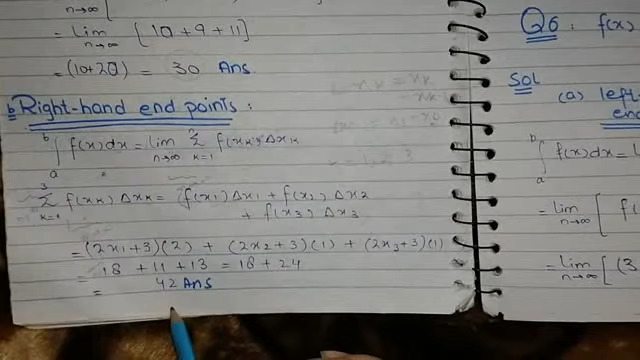 n→∞
= lim [10 + 9 + 11]
n→∞
= (10+20) = 30 Ans.
b Right-hand end points:
b∫a f(x)dx = lim n→∞ Σ k=1 f(xk) Δxk
3Σk=1 f(xk) Δxk = f(x1) Δx1 + f(x2) Δx2
+ f(x3) Δx3
= (2x1+3)(2) + (2x2+3)(1) + (2x3+3)(1)
= 18 + 11 + 13 = 18 + 24
= 42 Ans
Q6: f(x)
Sol
(a) left-
end
b∫a f(x)dx = l
= lim n→∞ [ f(
= lim n→∞ [ (3